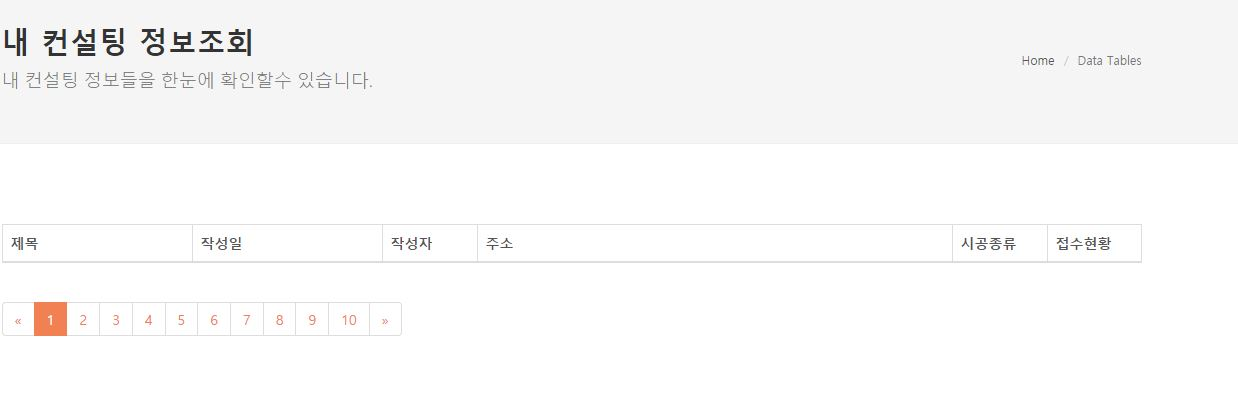 내 컨설팅 정보조회
내 컨설팅 정보들을 한눈에 확인할수 있습니다.
Home / Data Tables
제목 작성일 작성자 주소 시공종류 접수현황
« 1 2 3 4 5 6 7 8 9 10 »